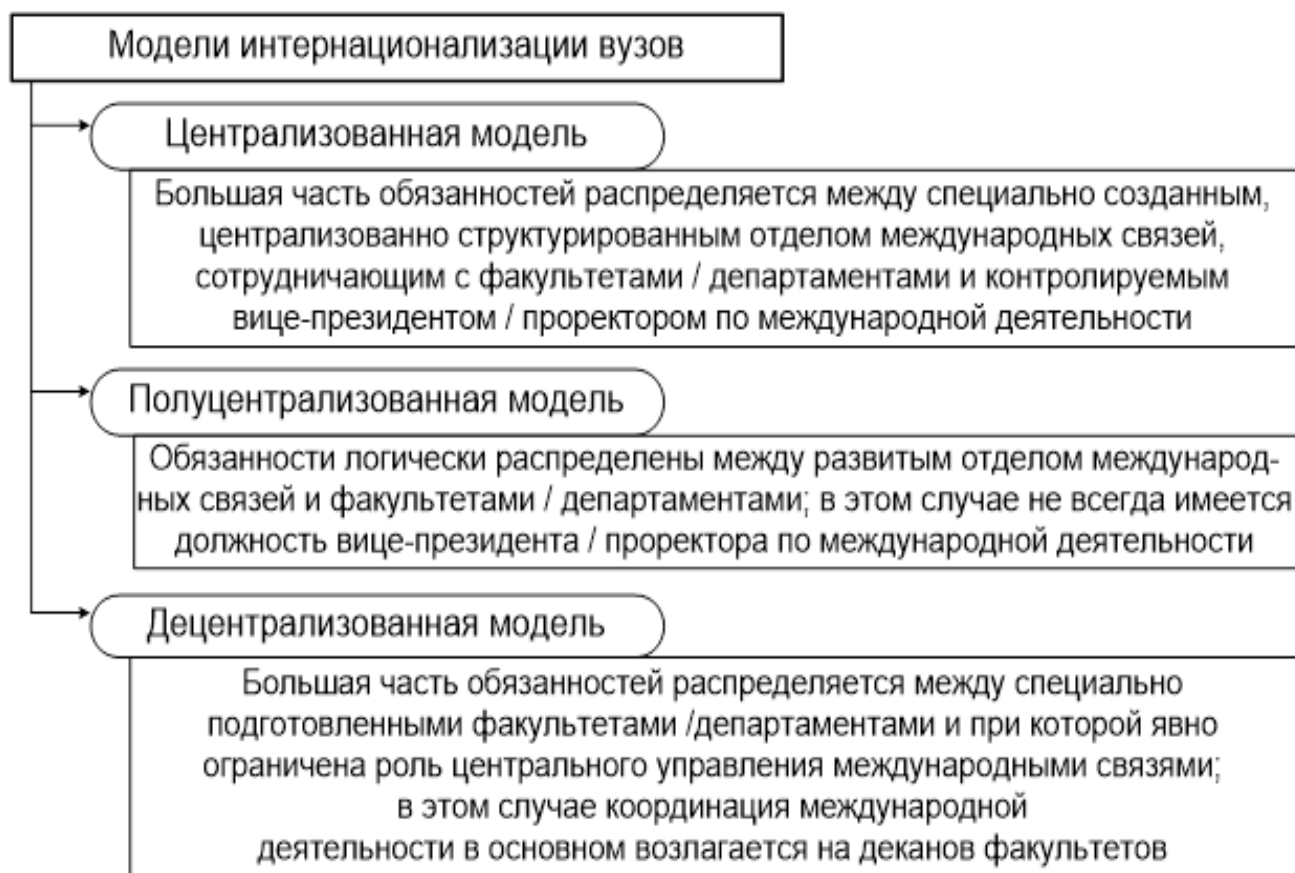 Модели интернационализации вузов
Централизованная модель
Большая часть обязанностей распределяется между специально созданным,
централизованно структурированным отделом международных связей,
сотрудничающим с факультетами / департаментами и контролируемым
вице-президентом / проректором по международной деятельности
Полуцентрализованная модель
Обязанности логически распределены между развитым отделом международ-
ных связей и факультетами / департаментами; в этом случае не всегда имеется
должность вице-президента / проректора по международной деятельности
Децентрализованная модель
Большая часть обязанностей распределяется между специально
подготовленными факультетами /департаментами и при которой явно
ограничена роль центрального управления международными связями;
в этом случае координация международной
деятельности в основном возлагается на деканов факультетов